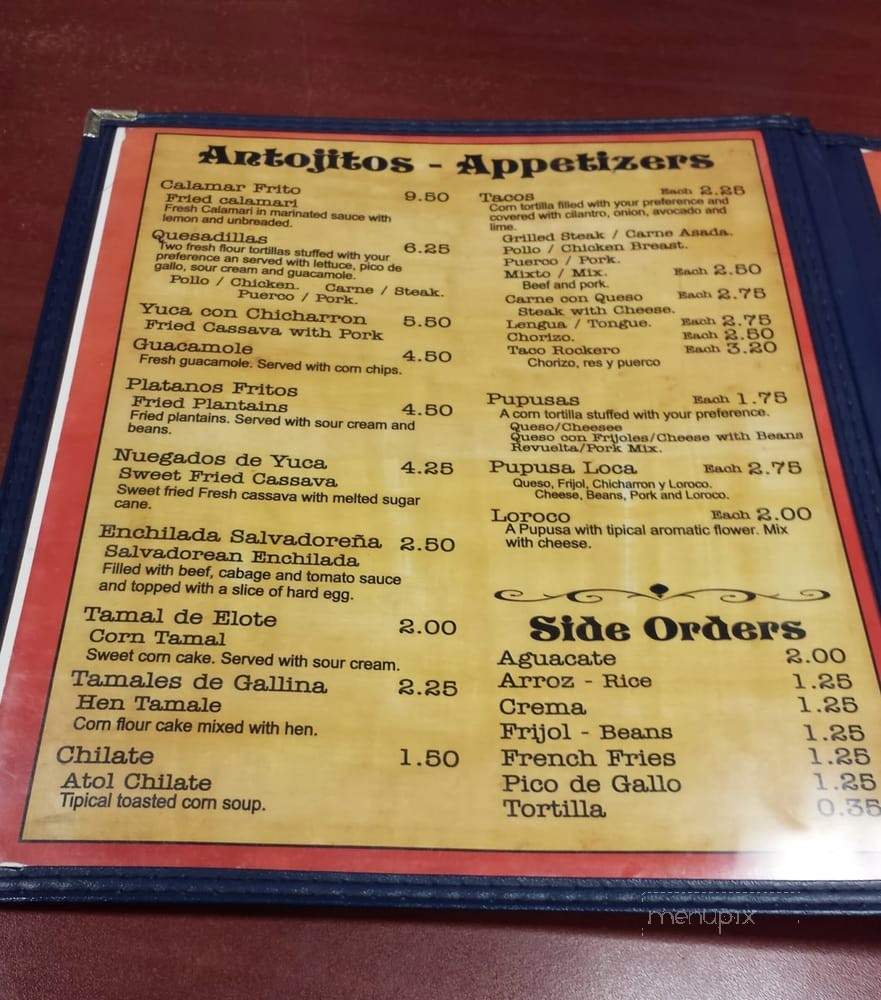 Antojitos - Appetizers
Calamar Frito
Fried calamari 9.50
Fresh Calamar in marinated sauce with
lemon and unbreaded.
Quesadillas 6.25
Two fresh flour tortillas stuffed with your
preference an served with lettuce, pico de
gallo, sour cream and guacamole.
Pollo / Chicken. Carne / Steak.
Puerco / Pork.
Yuca con Chicharron 5.50
Fried Cassava with Pork
Guacamole 4.50
Fresh guacamole. Served with corn chips.
Platanos Fritos
Fried Plantains 4.50
Fried plantains. Served with sour cream and
beans.
Nuegados de Yuca 4.25
Sweet Fried Cassava
Sweet fried Fresh cassava with melted sugar
cane.
Enchilada Salvadoreña 2.50
Salvadorean Enchilada
Filled with beef, cabage and tomato sauce
and topped with a slice of hard egg.
Tamal de Elote 2.00
Corn Tamal
Sweet corn cake. Served with sour cream.
Tamales de Gallina 2.25
Hen Tamale
Corn flour cake mixed with hen.
Chilate 1.50
Atol Chilate
Tipical toasted corn soup.
Tacos Each 2.25
Corn tortilla filled with your preference and
covered with cilantro, onion, avocado and
lime.
Grilled Steak / Carne Asada.
Pollo / Chicken Breast.
Puerco / Pork.
Mixto / Mix. Each 2.50
Beef and pork.
Carne con Queso Each 2.75
Steak with Cheese.
Lengua / Tongue. Each 2.75
Chorizo. Each 2.50
Taco Rockero Each 3.20
Chorizo, res y puerco
Pupusas Each 1.75
A corn tortilla stuffed with your preference.
Queso/Cheesee
Queso con Frijoles/Cheese with Beans
Revuelta/Pork Mix.
Pupusa Loca Each 2.75
Queso, Frijol, Chicharron y Loroco.
Cheese, Beans, Pork and Loroco.
Loroco Each 2.00
A Pupusa with tipical aromatic flower. Mix
with cheese.
Side Orders
Aguacate 2.00
Arroz - Rice 1.25
Crema 1.25
Frijol - Beans 1.25
French Fries 1.25
Pico de Gallo 1.25
Tortilla 0.35
menupix